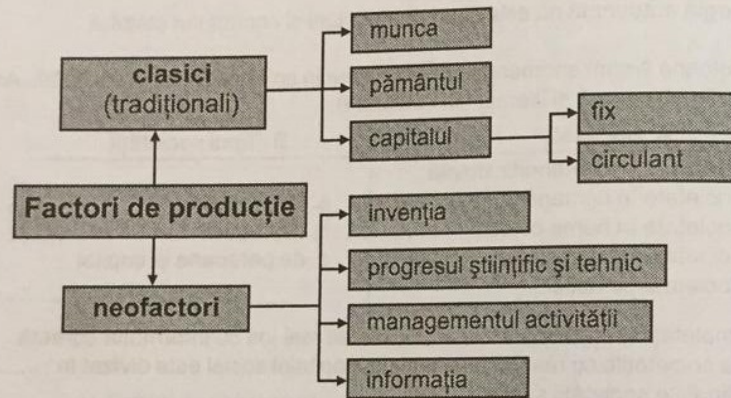 munca
clasici
(tradiționali)
pământul
capitalul
fix
circulant
Factori de producție
invenția
progresul științific și tehnic
neofactori
managementul activității
informația